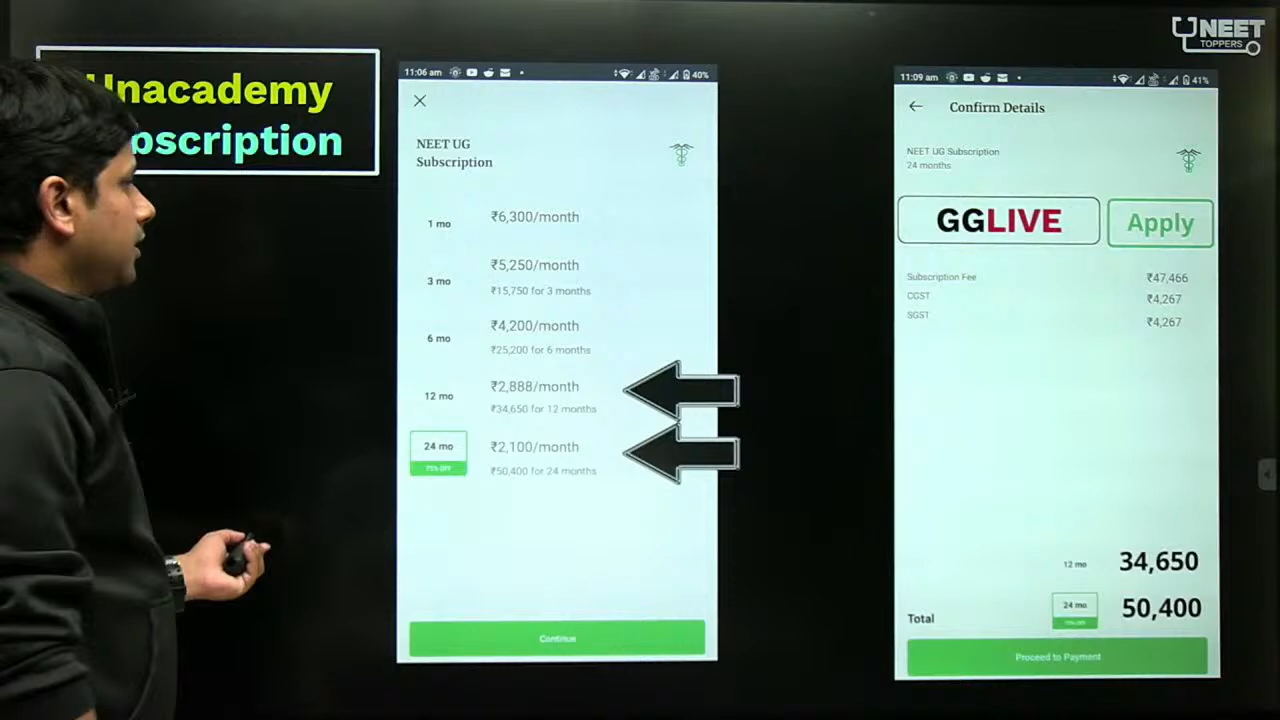 NEET
TOPPERS
Unacademy
bscription
11:06 am
40%
NEET UG
Subscription
1 mo
₹6,300/month
3 mo
₹5,250/month
₹15,750 for 3 months
6 mo
₹4,200/month
₹25,200 for 6 months
12 mo
₹2,888/month
₹34,650 for 12 months
24 mo
75% OFF
₹2,100/month
₹50,400 for 24 months
Continue
11:09 am
41%
Confirm Details
NEET UG Subscription
24 months
GGLIVE
Apply
Subscription Fee ₹47,466
CGST ₹4,267
SGST ₹4,267
12 mo 34,650
Total 24 mo 50,400
Proceed to Payment